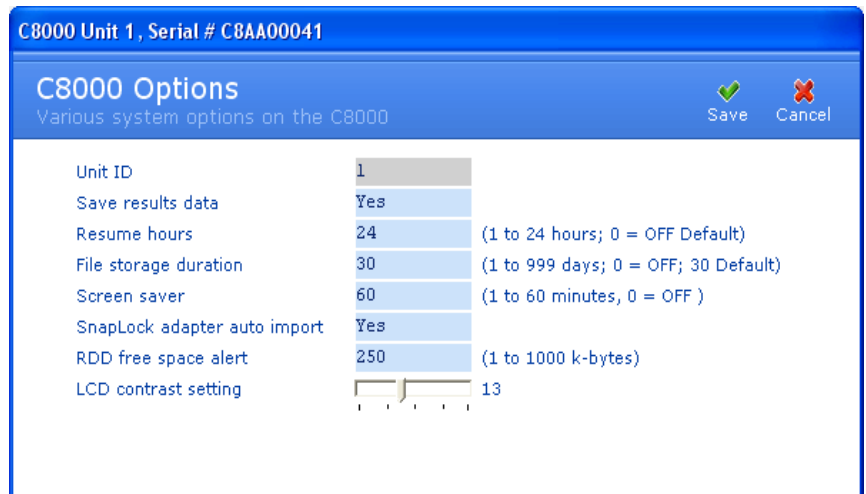 C8000 Unit 1, Serial # C8AA00041
C8000 Options
Various system options on the C8000
Save Cancel
Unit ID 1
Save results data Yes
Resume hours 24 (1 to 24 hours; 0 = OFF Default)
File storage duration 30 (1 to 999 days; 0 = OFF; 30 Default)
Screen saver 60 (1 to 60 minutes, 0 = OFF )
SnapLock adapter auto import Yes
RDD free space alert 250 (1 to 1000 k-bytes)
LCD contrast setting 13